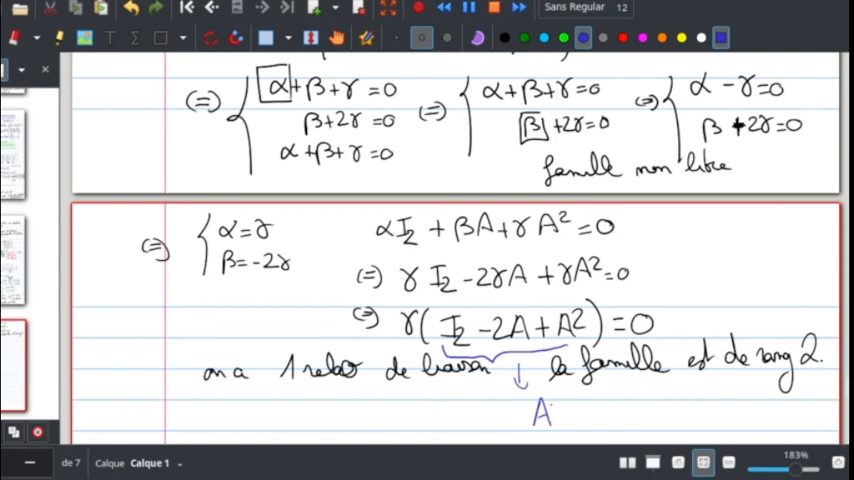 Sans Regular 12
(=) { α+β+γ=0 (=) { α+β+γ=0 (=) { α -γ=0
β+2γ=0 β +2γ=0 β +2γ=0
α+β+γ=0
famille non libre
(=) { α=γ αI₂ + βA+γA²=0
β=-2γ (=) γ I₂ -2γA +γA²=0
(=) γ( I₂ -2A+A²)=0
on a 1 relat° de liaison la famille est de rang 2.
A
de 7 Calque Calque 1 183%